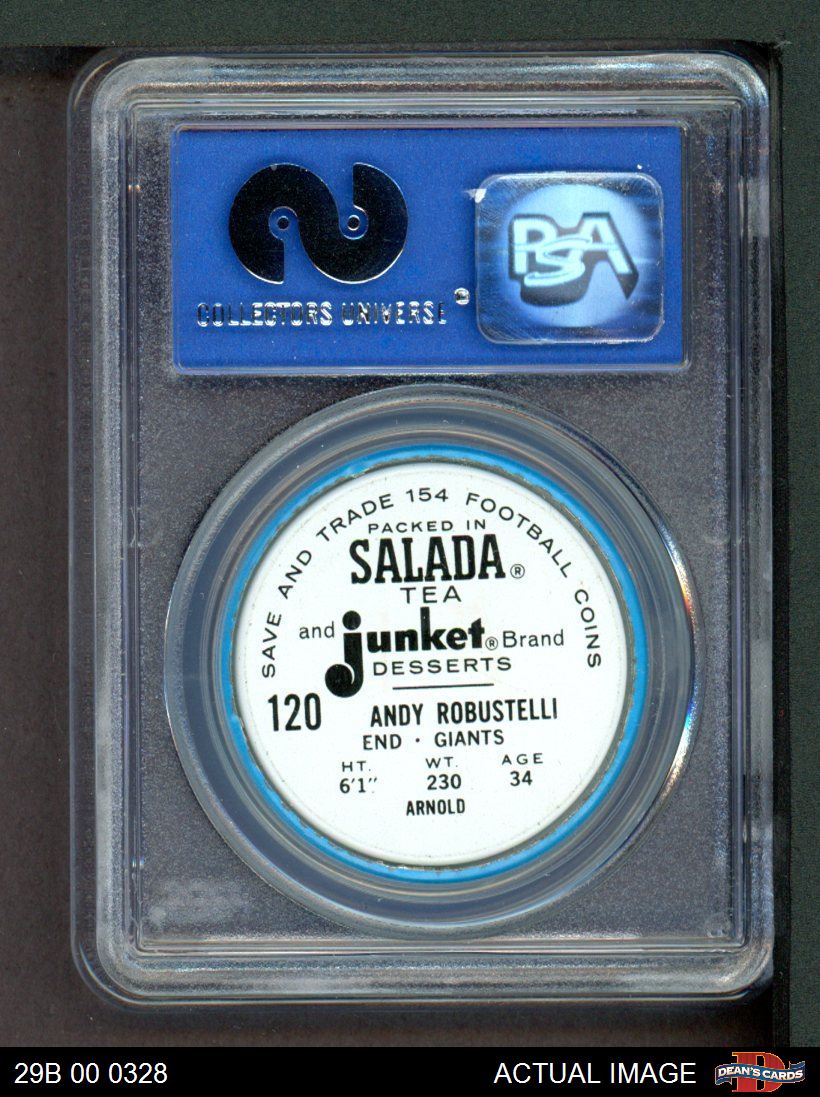 COLLECTORS UNIVERSE
PSA
SAVE AND TRADE 154 FOOTBALL COINS
PACKED IN
SALADA®
TEA
and junket® Brand
DESSERTS
120 ANDY ROBUSTELLI
END · GIANTS
HT. WT. AGE
6'1" 230 34
ARNOLD
29B 00 0328 ACTUAL IMAGE D DEAN'S CARDS